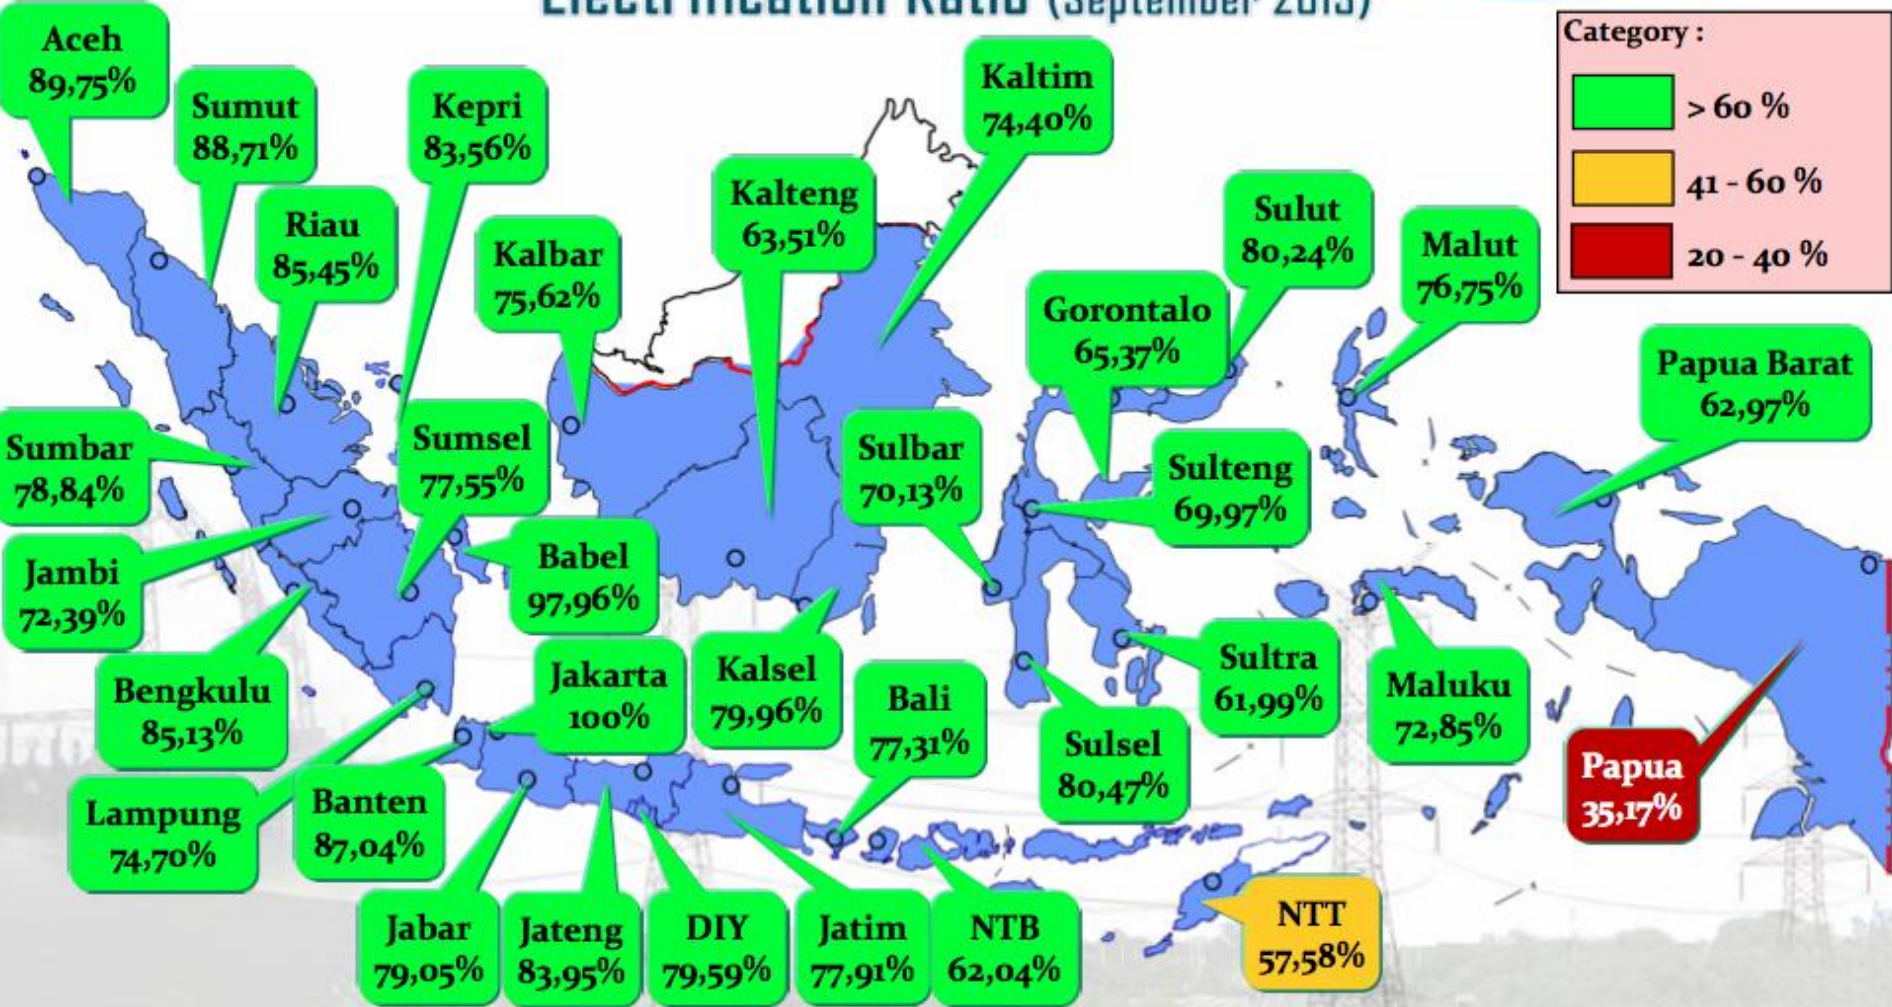 Electrification Ratio (September 2013)
Category :
> 60 %
41 - 60 %
20 - 40 %
Aceh
89,75%
Sumut
88,71%
Kepri
83,56%
Riau
85,45%
Kalbar
75,62%
Kalteng
63,51%
Kaltim
74,40%
Sulut
80,24%
Malut
76,75%
Gorontalo
65,37%
Papua Barat
62,97%
Sumbar
78,84%
Sumsel
77,55%
Sulbar
70,13%
Sulteng
69,97%
Jambi
72,39%
Babel
97,96%
Bengkulu
85,13%
Jakarta
100%
Kalsel
79,96%
Bali
77,31%
Sultra
61,99%
Maluku
72,85%
Sulsel
80,47%
Papua
35,17%
Lampung
74,70%
Banten
87,04%
Jabar
79,05%
Jateng
83,95%
DIY
79,59%
Jatim
77,91%
NTB
62,04%
NTT
57,58%